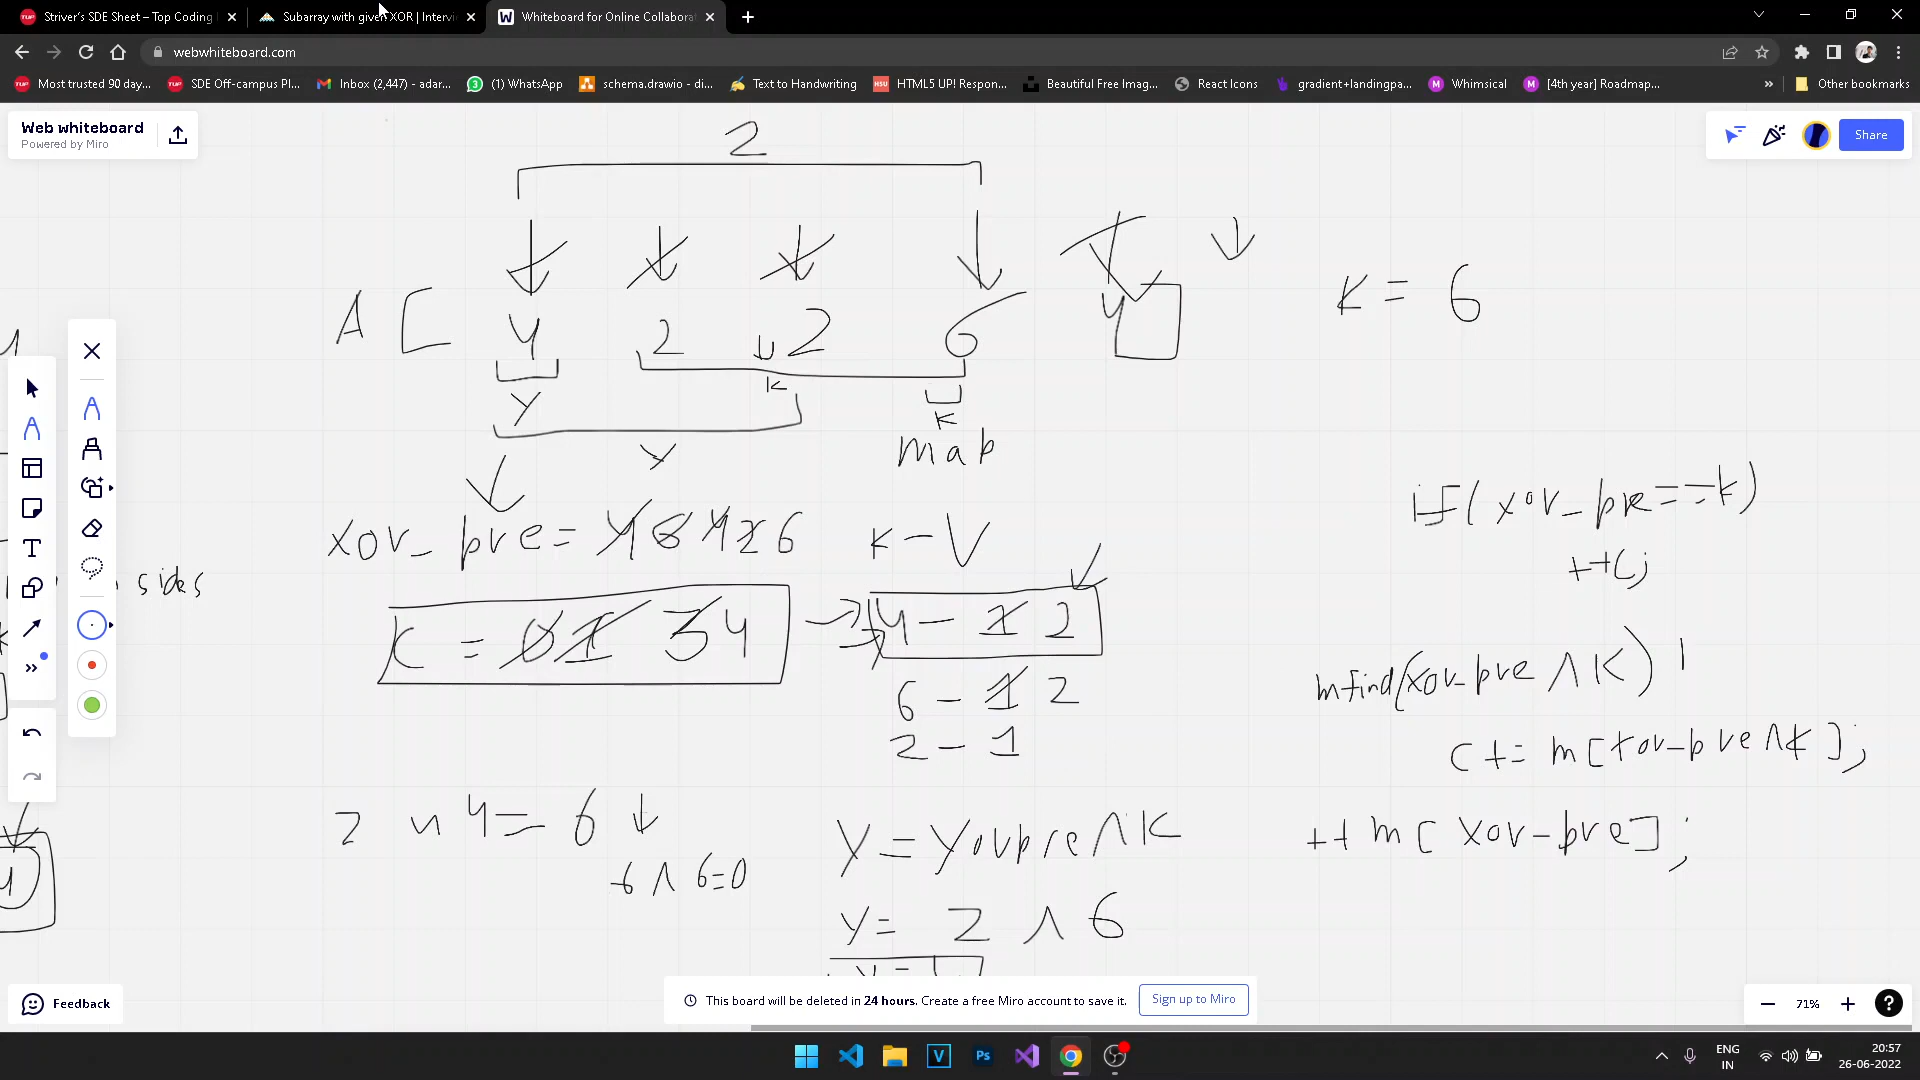 Striver's SDE Sheet – Top Coding
Subarray with given XOR | Intervi
Whiteboard for Online Collaborat
webwhiteboard.com
Most trusted 90 day...
SDE Off-campus Pl...
Inbox (2,447) - adar...
(1) WhatsApp
schema.drawio - di...
Text to Handwriting
HTML5 UP! Respon...
Beautiful Free Imag...
React Icons
gradient+landingpa...
Whimsical
[4th year] Roadmap...
Other bookmarks
Web whiteboard
Powered by Miro
Share
2
A [ 4 2 2 6 4
K = 6
K
Y
K
Y
map
xor_pre = 4 6 4 2 6
K - V
if( xor_pre == k)
++C;
sides
C = 0 1 3 4
4 - 1 2
6 - 1 2
2 - 1
m.find(xor_pre ^ K)
C += m[xor_pre ^ k];
++ m[xor_pre];
2 ^ 4 = 6
6 ^ 6 = 0
Y = xorpre ^ K
Y = 2 ^ 6
Feedback
This board will be deleted in 24 hours. Create a free Miro account to save it.
Sign up to Miro
71%
ENG
IN
20:57
26-06-2022